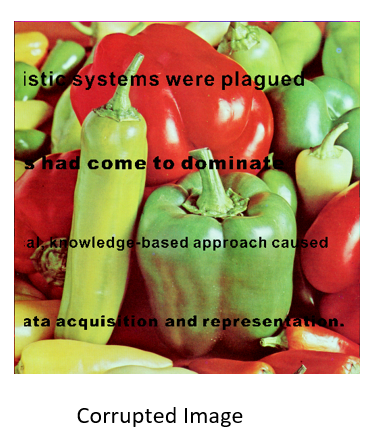 istic systems were plagued
s had come to dominate
al, knowledge-based approach caused
ata acquisition and representation.
Corrupted Image